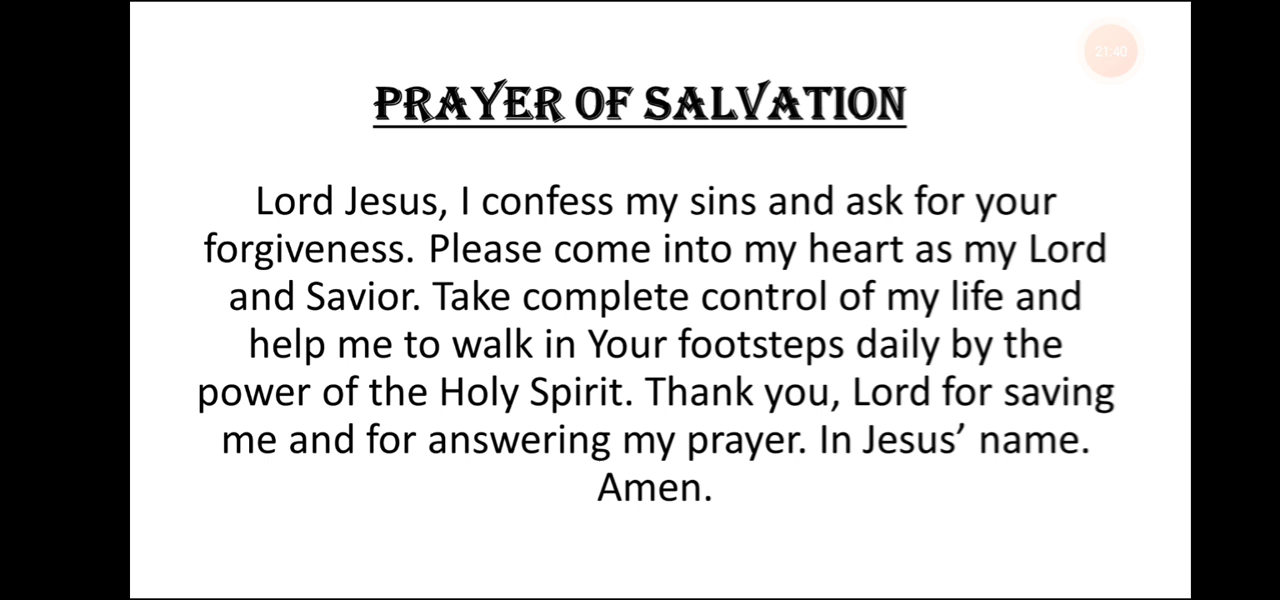 21:40
PRAYER OF SALVATION
Lord Jesus, I confess my sins and ask for your
forgiveness. Please come into my heart as my Lord
and Savior. Take complete control of my life and
help me to walk in Your footsteps daily by the
power of the Holy Spirit. Thank you, Lord for saving
me and for answering my prayer. In Jesus’ name.
Amen.